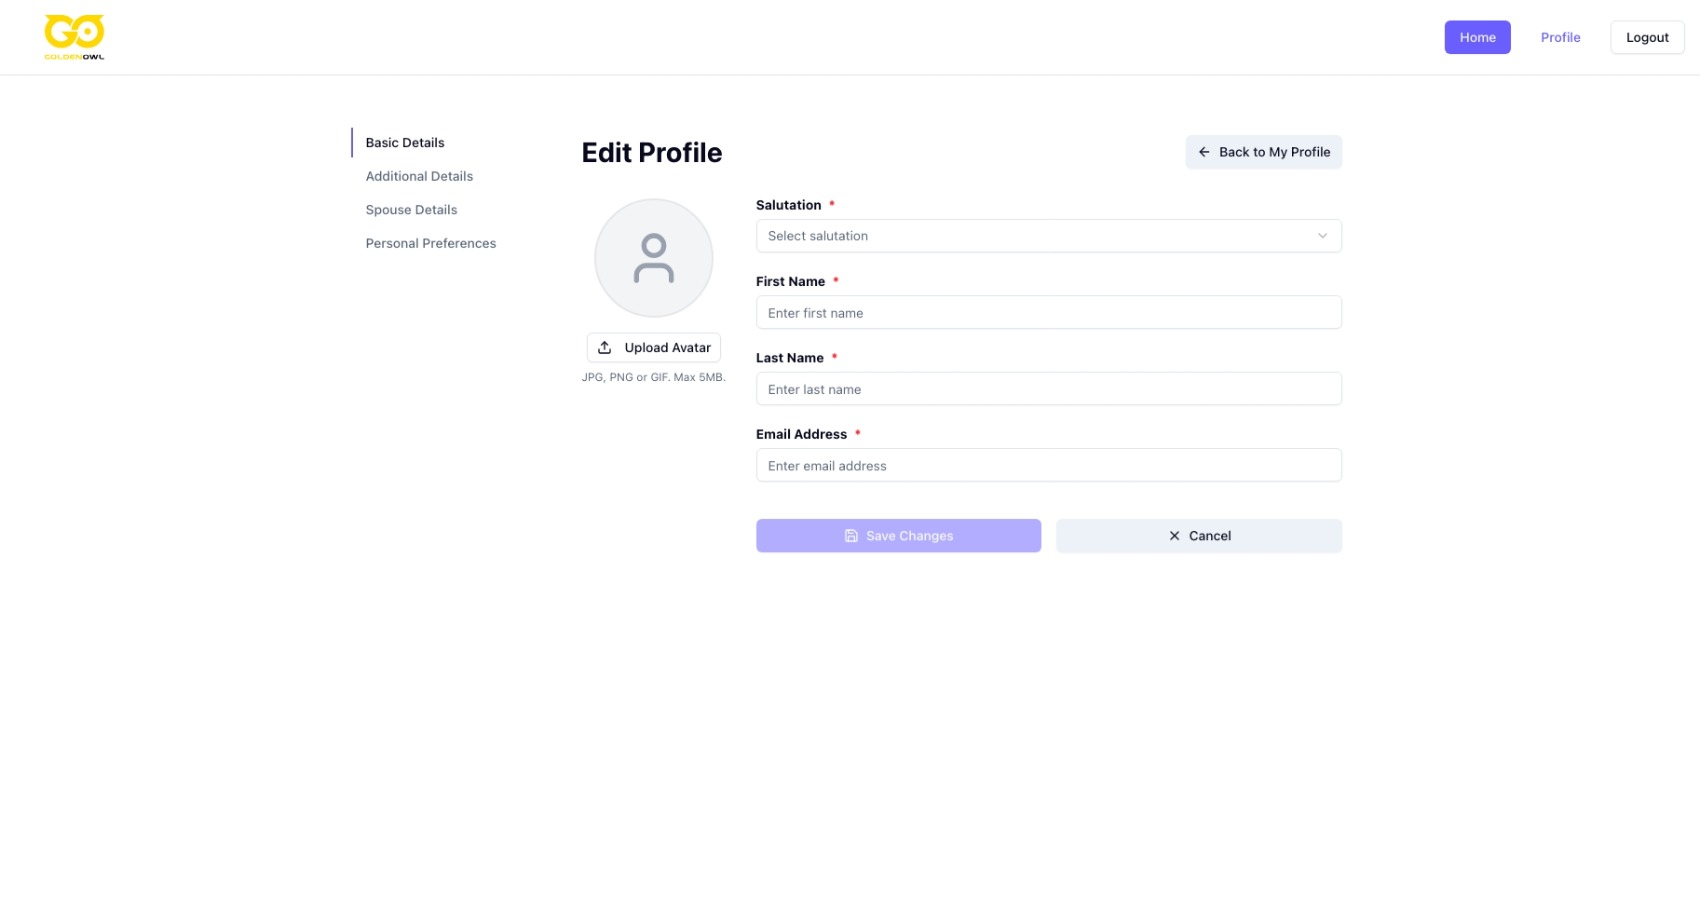 GOLDENOWL
Home
Profile
Logout
Basic Details
Additional Details
Spouse Details
Personal Preferences
Edit Profile
Back to My Profile
Upload Avatar
JPG, PNG or GIF. Max 5MB.
Salutation *
Select salutation
First Name *
Enter first name
Last Name *
Enter last name
Email Address *
Enter email address
Save Changes
Cancel